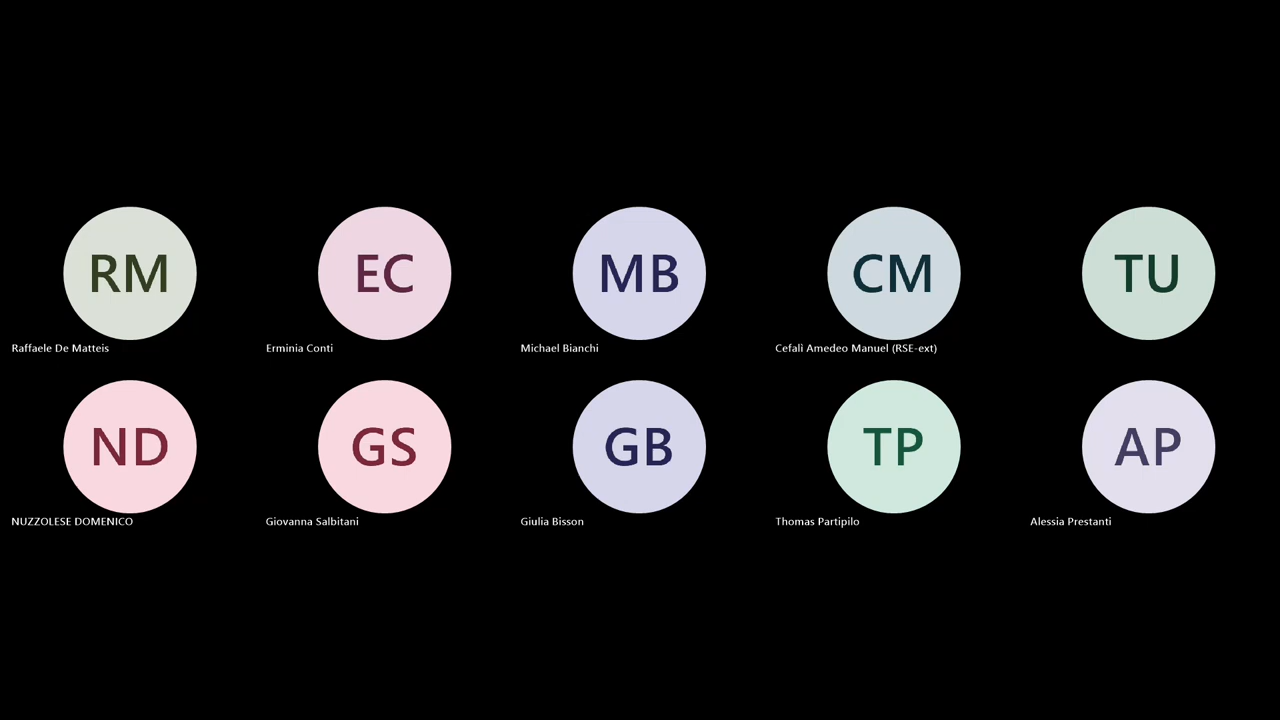 RM
EC
MB
CM
TU
Raffaele De Matteis
Erminia Conti
Michael Bianchi
Cefalì Amedeo Manuel (RSE-ext)
ND
GS
GB
TP
AP
NUZZOLESE DOMENICO
Giovanna Salbitani
Giulia Bisson
Thomas Partipilo
Alessia Prestanti